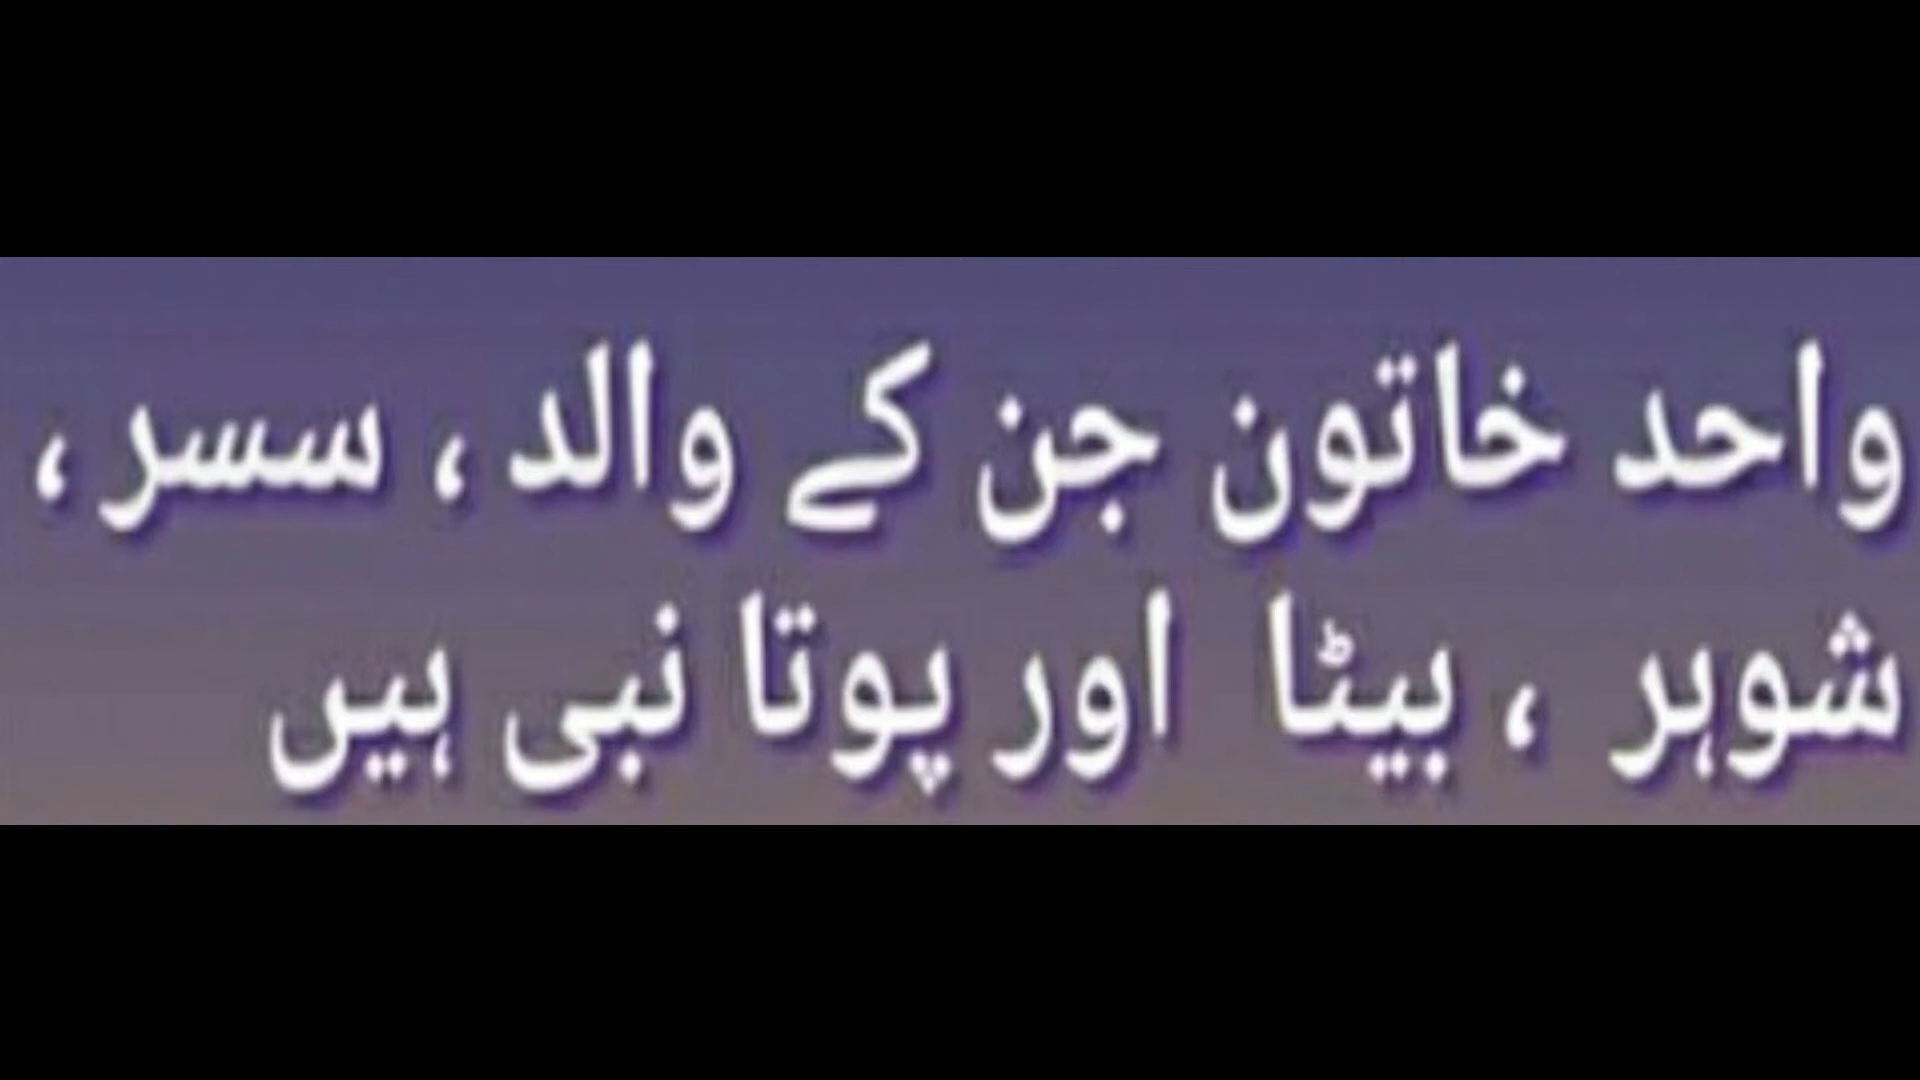 واحد خاتون جن کے والد ، سسر ،
شوہر ، بیٹا اور پوتا نبی ہیں